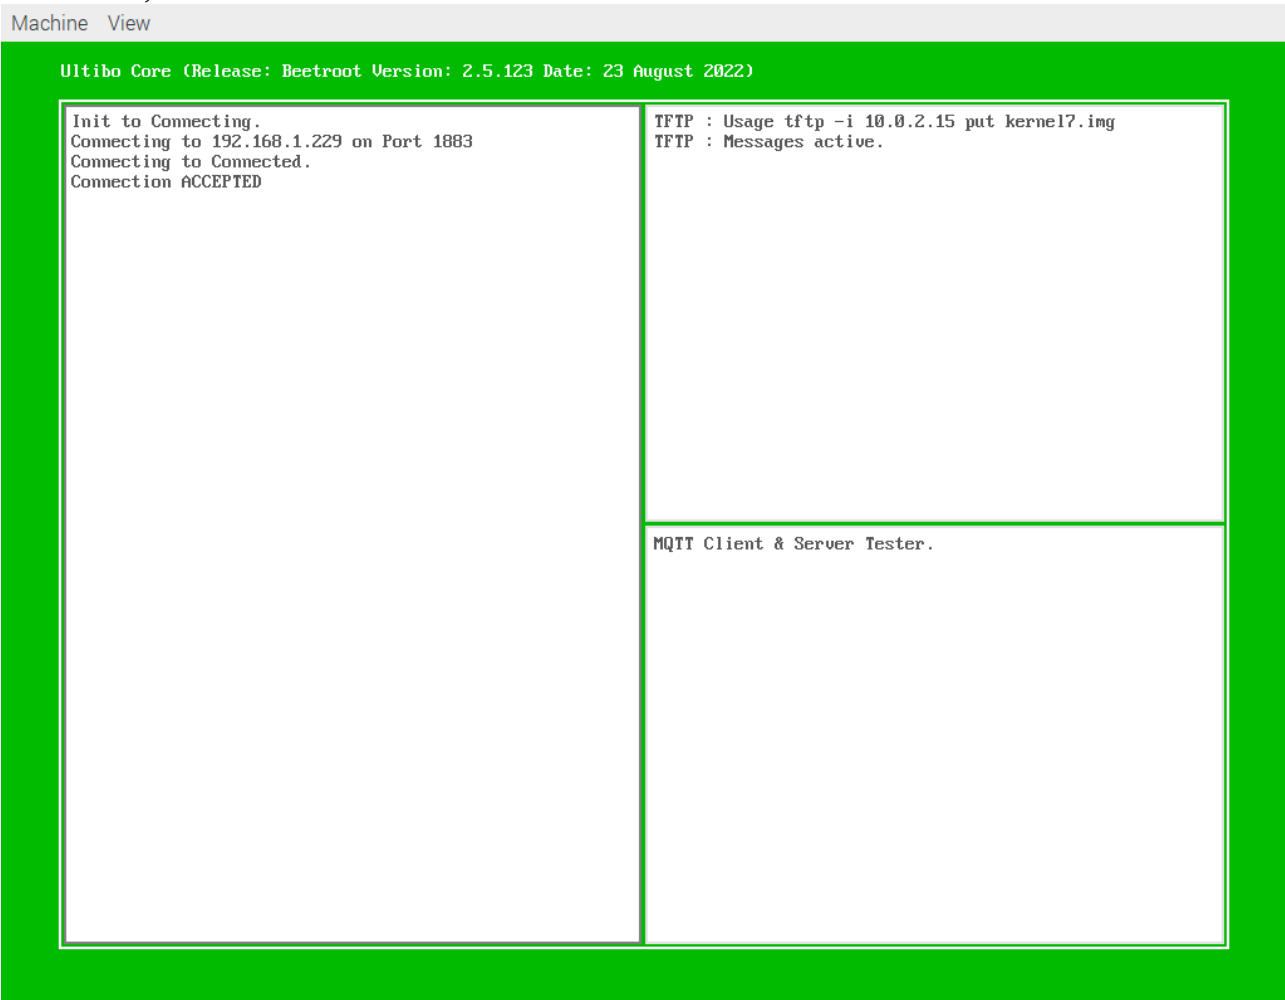 Machine View
Ultibo Core (Release: Beetroot Version: 2.5.123 Date: 23 August 2022)
Init to Connecting.
Connecting to 192.168.1.229 on Port 1883
Connecting to Connected.
Connection ACCEPTED
TFTP : Usage tftp -i 10.0.2.15 put kernel7.img
TFTP : Messages active.
MQTT Client & Server Tester.